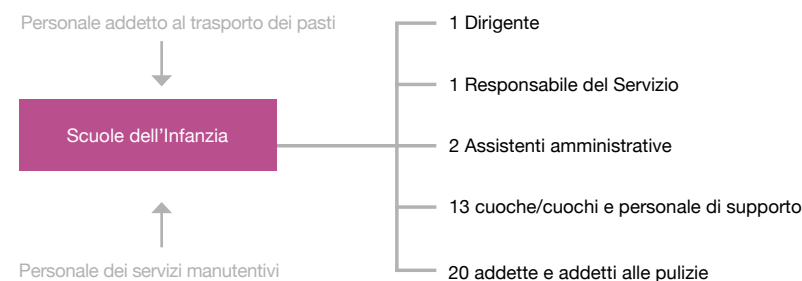 Personale addetto al trasporto dei pasti
Scuole dell'Infanzia
Personale dei servizi manutentivi
1 Dirigente
1 Responsabile del Servizio
2 Assistenti amministrative
13 cuoche/cuochi e personale di supporto
20 addette e addetti alle pulizie